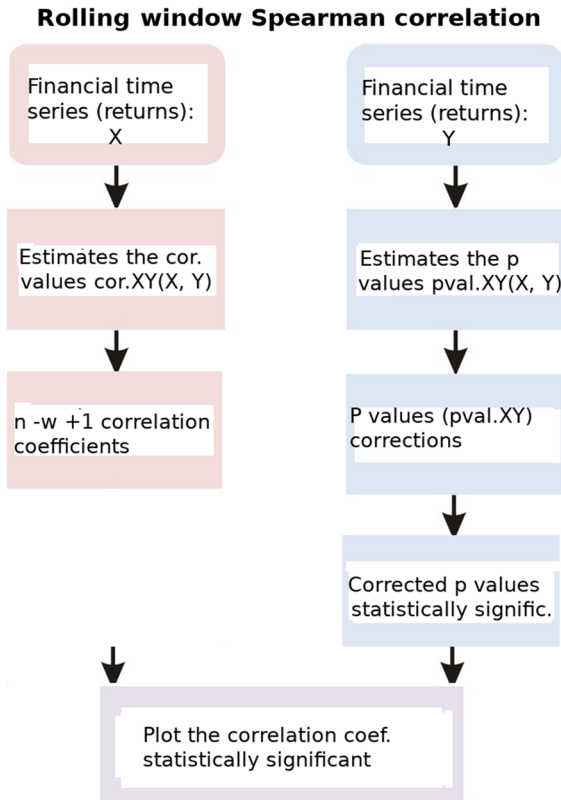 Rolling window Spearman correlation
Financial time
series (returns):
X
Financial time
series (returns):
Y
Estimates the cor.
values cor.XY(X, Y)
Estimates the p
values pval.XY(X, Y)
n -w +1 correlation
coefficients
P values (pval.XY)
corrections
Corrected p values
statistically signific.
Plot the correlation coef.
statistically significant